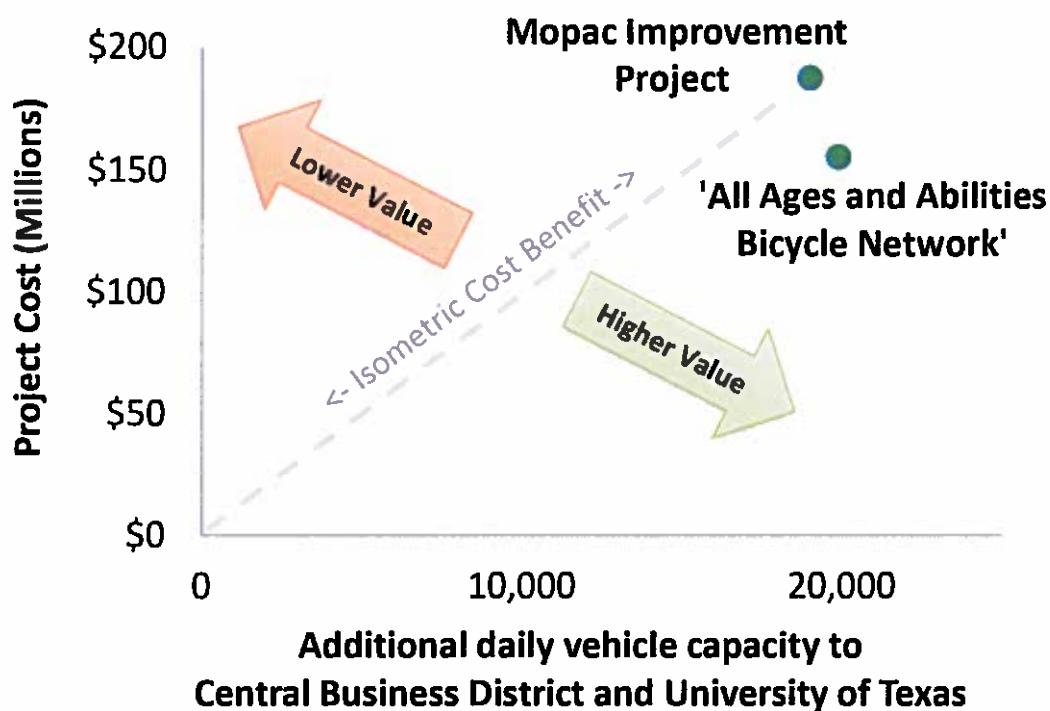 Mopac Improvement
Project
$200
$150
$100
$50
$0
Project Cost (Millions)
Lower Value
<- Isometric Cost Benefit ->
Higher Value
'All Ages and Abilities
Bicycle Network'
0
10,000
20,000
Additional daily vehicle capacity to
Central Business District and University of Texas